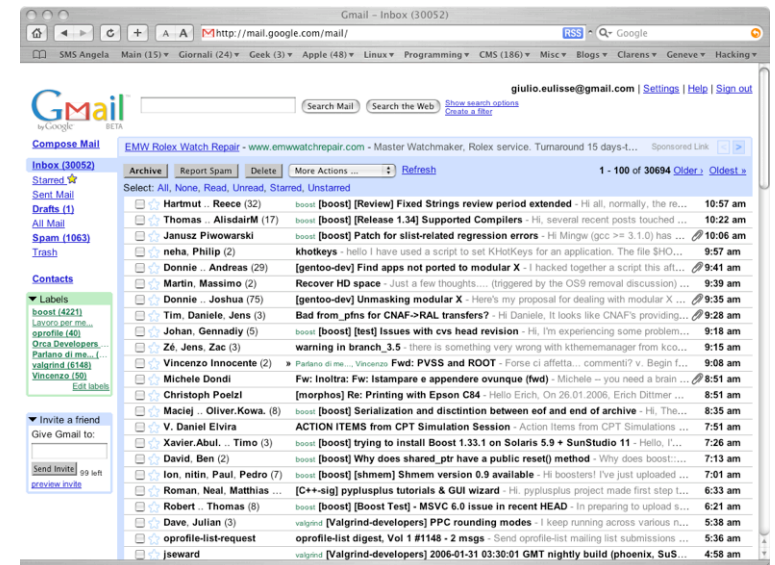 Gmail - Inbox (30052)
http://mail.google.com/mail/ RSS Google
SMS Angela Main (15) Giornali (24) Geek (3) Apple (48) Linux Programming CMS (186) Misc Blogs Clarens Geneve Hacking
giulio.eulisse@gmail.com | Settings | Help | Sign out
Gmail by Google BETA
Search Mail Search the Web Show search options
Create a filter
Compose Mail
EMW Rolex Watch Repair - www.emwwatchrepair.com - Master Watchmaker, Rolex service. Turnaround 15 days-t... Sponsored Link < >
Inbox (30052)
Starred
Sent Mail
Drafts (1)
All Mail
Spam (1063)
Trash
Contacts
Labels
boost (4221)
Lavoro per me...
oprofile (40)
Orca Developers...
Parlano di me... (...
valgrind (6148)
Vincenzo (50)
Edit labels
Invite a friend
Give Gmail to:
Send Invite 99 left
preview invite
Archive Report Spam Delete More Actions ... Refresh 1 - 100 of 30694 Older › Oldest »
Select: All, None, Read, Unread, Starred, Unstarred
Hartmut .. Reece (32) boost [boost] [Review] Fixed Strings review period extended - Hi all, normally, the re... 10:57 am
Thomas .. AlisdairM (17) boost [boost] [Release 1.34] Supported Compilers - Hi, several recent posts touched ... 10:22 am
Janusz Piwowarski boost [boost] Patch for slist-related regression errors - Hi Mingw (gcc >= 3.1.0) has ... 10:06 am
neha, Philip (2) khotkeys - hello I have used a script to set KHotKeys for an application. The file $HO... 9:57 am
Donnie .. Andreas (29) [gentoo-dev] Find apps not ported to modular X - I hacked together a script this aft... 9:41 am
Martin, Massimo (2) Recover HD space - Just a few thoughts.... (triggered by the OS9 removal discussion) ... 9:39 am
Donnie .. Joshua (75) [gentoo-dev] Unmasking modular X - Here's my proposal for dealing with modular X ... 9:35 am
Tim, Daniele, Jens (3) Bad from_pfns for CNAF->RAL transfers? - Hi Daniele, It looks like CNAF's providing... 9:28 am
Johan, Gennadiy (5) boost [boost] [test] Issues with cvs head revision - Hi, I'm experiencing some problem... 9:18 am
Zé, Jens, Zac (3) warning in branch_3.5 - there is something very wrong with kthememanager from kco... 9:15 am
Vincenzo Innocente (2) » Parlano di me..., Vincenzo Fwd: PVSS and ROOT - Forse ci affetta... commenti? v. Begin f... 9:08 am
Michele Dondi Fw: Inoltra: Fw: Istampare e appendere ovunque (fwd) - Michele -- you need a brain ... 8:51 am
Christoph Poelzl [morphos] Re: Printing with Epson C84 - Hello Erich, On 26.01.2006, Erich Dittmer ... 8:51 am
Maciej .. Oliver.Kowa. (8) boost [boost] Serialization and disctintion between eof and end of archive - Hi, The... 8:35 am
V. Daniel Elvira ACTION ITEMS from CPT Simulation Session - Action Items from CPT Simulations ... 7:51 am
Xavier.Abul. .. Timo (3) boost [boost] trying to install Boost 1.33.1 on Solaris 5.9 + SunStudio 11 - Hello, I'... 7:26 am
David, Ben (2) boost [boost] Why does shared_ptr have a public reset() method - Why does boost::... 7:13 am
Ion, nitin, Paul, Pedro (7) boost [boost] [shmem] Shmem version 0.9 available - Hi boosters! I've just uploaded ... 7:01 am
Roman, Neal, Matthias ... [C++-sig] pyplusplus tutorials & GUI wizard - Hi. pyplusplus project made first step t... 6:33 am
Robert .. Thomas (8) boost [boost] [Boost Test] - MSVC 6.0 issue in recent HEAD - In preparing to upload s... 6:21 am
Dave, Julian (3) valgrind [Valgrind-developers] PPC rounding modes - I keep running across various n... 5:38 am
oprofile-list-request oprofile-list digest, Vol 1 #1148 - 2 msgs - Send oprofile-list mailing list submissions ... 5:36 am
jseward valgrind [Valgrind-developers] 2006-01-31 03:30:01 GMT nightly build (phoenix, SuS... 4:58 am